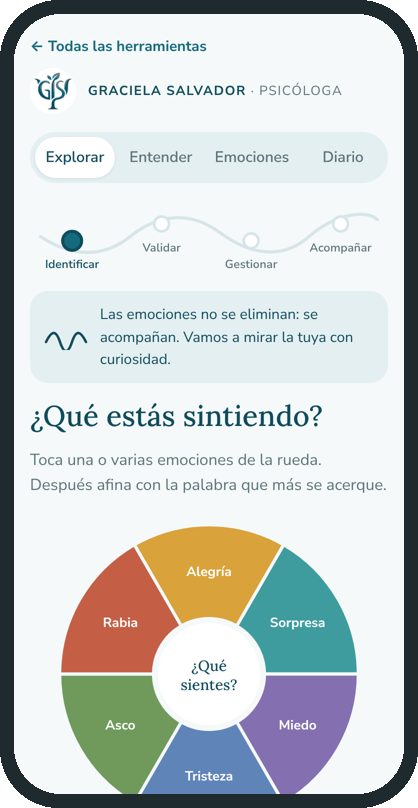 ← Todas las herramientas
GRACIELA SALVADOR · PSICÓLOGA
Explorar Entender Emociones Diario
Identificar
Validar
Gestionar
Acompañar
Las emociones no se eliminan: se
acompañan. Vamos a mirar la tuya con
curiosidad.
¿Qué estás sintiendo?
Toca una o varias emociones de la rueda.
Después afina con la palabra que más se acerque.
Alegría
Rabia
Sorpresa
¿Qué
sientes?
Asco
Miedo
Tristeza